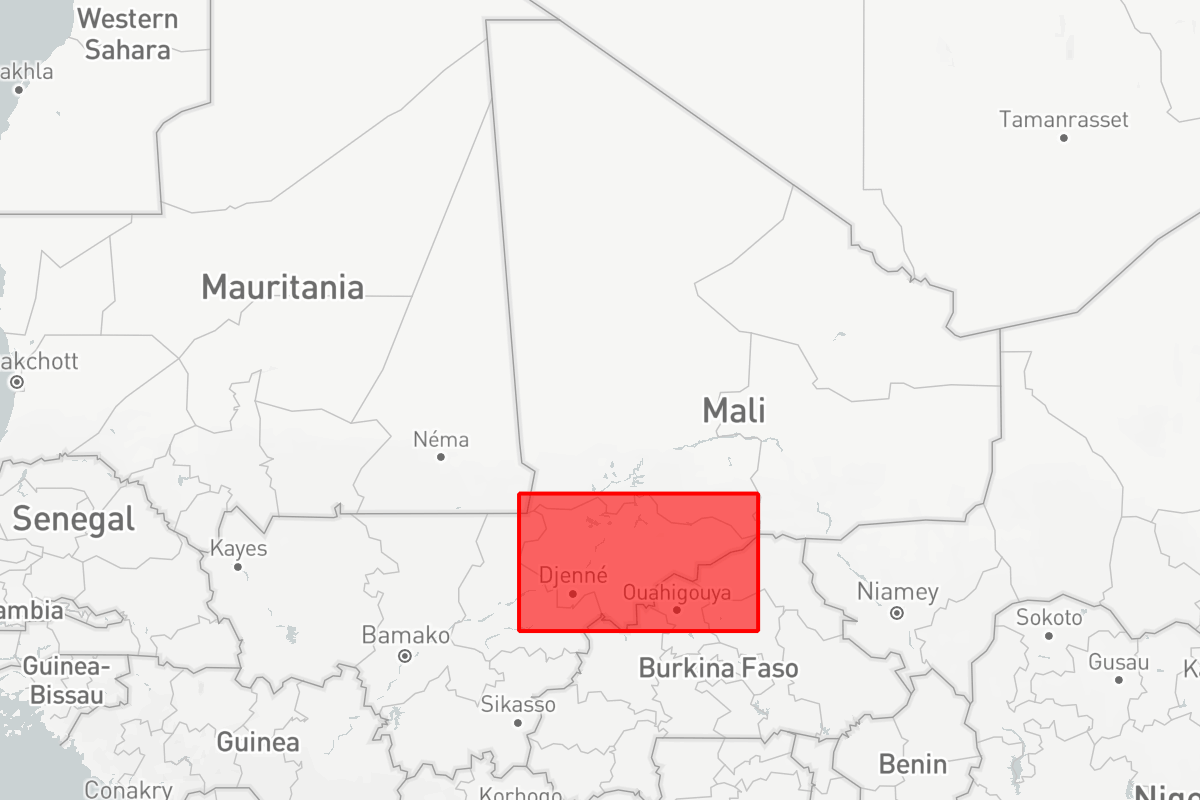 Western
Sahara
akhla
Tamanrasset
Mauritania
akchott
Mali
Néma
Senegal
Kayes
Djenné
Ouahigouya
Niamey
ambia
Bamako
Sokoto
Guinea-
Bissau
Burkina Faso
Gusau
K
Sikasso
Guinea
Benin
Conakry
Korhogo
Nige